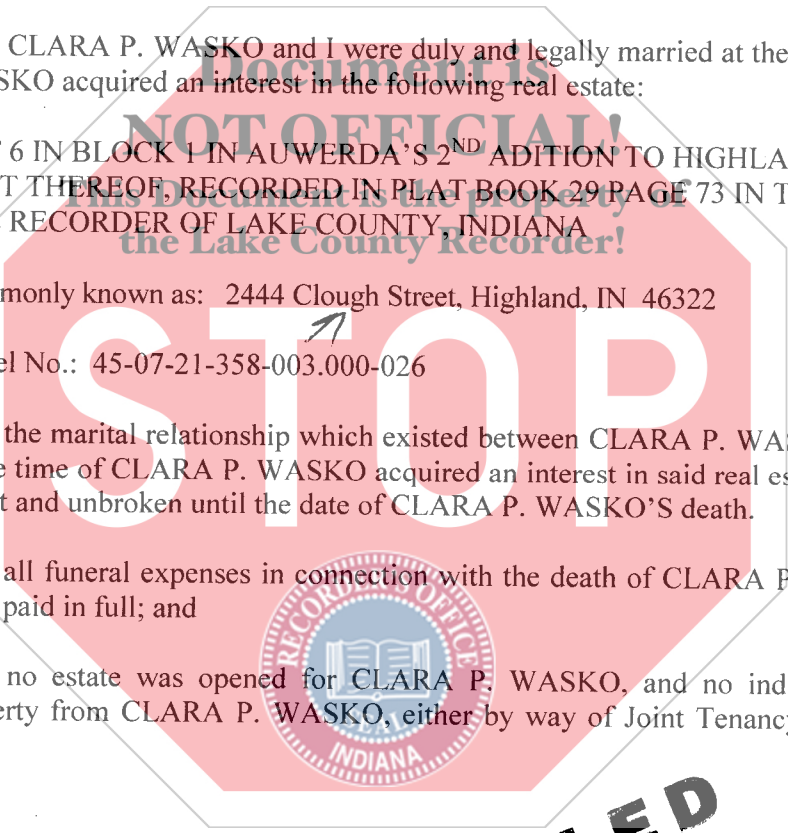 CLARA P. WASKO and I were duly and legally married at the
SKO acquired an interest in the following real estate:
Document is
NOT OFFICIAL!
This Document is the property of
the Lake County Recorder!
6 IN BLOCK 1 IN AUWERDA'S 2ND ADITION TO HIGHLA
T THEREOF, RECORDED IN PLAT BOOK 29 PAGE 73 IN T
RECORDER OF LAKE COUNTY, INDIANA
monly known as: 2444 Clough Street, Highland, IN 46322
el No.: 45-07-21-358-003.000-026
STOP
the marital relationship which existed between CLARA P. WAS
e time of CLARA P. WASKO acquired an interest in said real es
t and unbroken until the date of CLARA P. WASKO'S death.
all funeral expenses in connection with the death of CLARA P
paid in full; and
no estate was opened for CLARA P. WASKO, and no ind
erty from CLARA P. WASKO, either by way of Joint Tenancy
RECORDER'S OFFICE
SEAL
INDIANA
LED